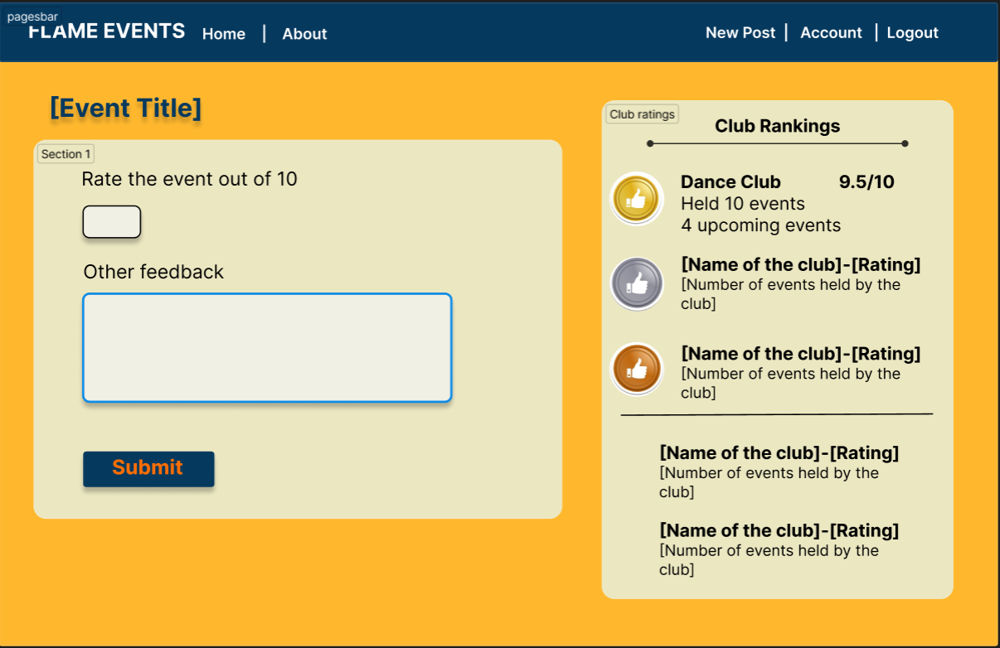 pagesbar
FLAME EVENTS Home | About New Post | Account | Logout
[Event Title]
Section 1
Rate the event out of 10
Other feedback
Submit
Club ratings
Club Rankings
Dance Club 9.5/10
Held 10 events
4 upcoming events
[Name of the club]-[Rating]
[Number of events held by the
club]
[Name of the club]-[Rating]
[Number of events held by the
club]
[Name of the club]-[Rating]
[Number of events held by the
club]
[Name of the club]-[Rating]
[Number of events held by the
club]